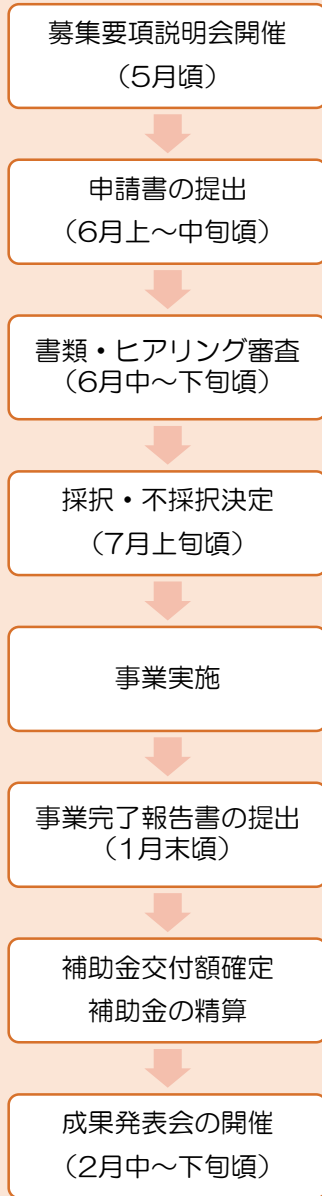 募集要項説明会開催
（5月頃）
申請書の提出
（6月上～中旬頃）
書類・ヒアリング審査
（6月中～下旬頃）
採択・不採択決定
（7月上旬頃）
事業実施
事業完了報告書の提出
（1月末頃）
補助金交付額確定
補助金の精算
成果発表会の開催
（2月中～下旬頃）